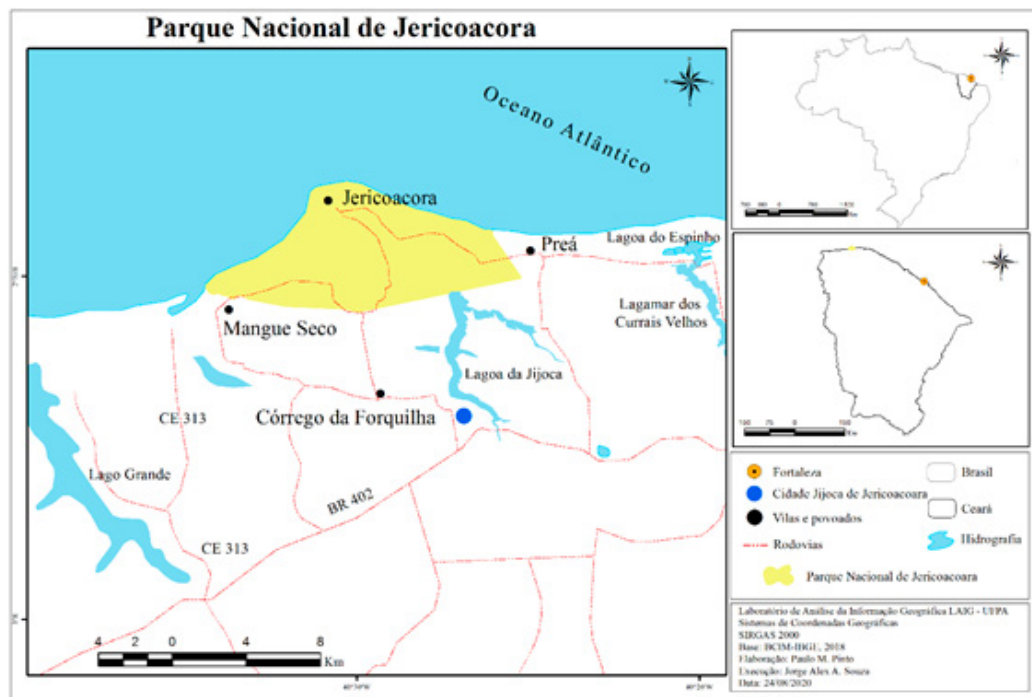 Parque Nacional de Jericoacora
Oceano Atlântico
Jericoacora
Preá
Lagoa do Espinho
Lagamar dos
Currais Velhos
Mangue Seco
Lagoa da Jijoca
CE 313
Córrego da Forquilha
Lago Grande
BR 402
CE 313
4 2 0 4 8
Km
Km
Km
Fortaleza
Brasil
Cidade Jijoca de Jericoacoara
Ceará
Vilas e povoados
Hidrografia
Rodovias
Parque Nacional de Jericoacoara
Laboratório de Análise da Informação Geográfica LAIG - UFPA
Sistemas de Coordenadas Geográficas
SIRGAS 2000
Base: BCIM-IBGE, 2018
Elaboração: Paulo M. Pinto
Execução: Jorge Alex A. Souza
Data: 24/08/2020